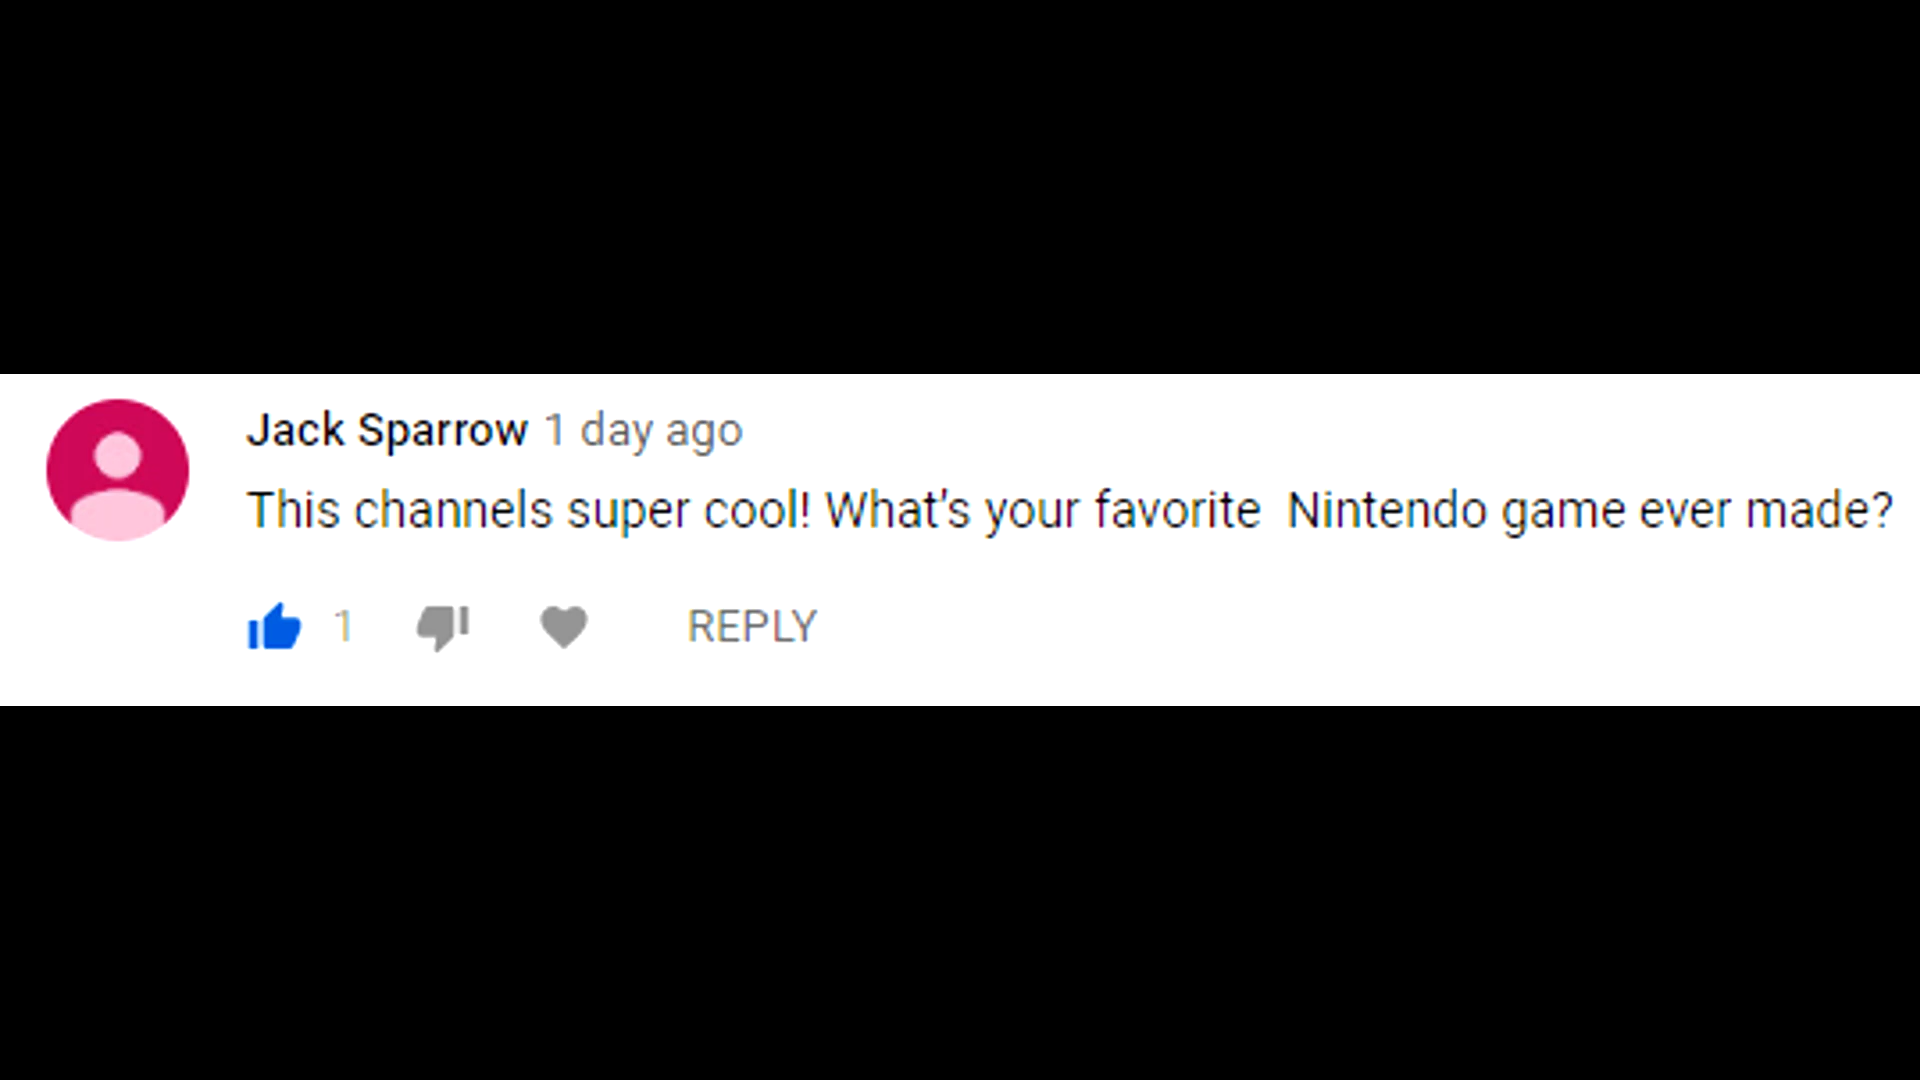 Jack Sparrow 1 day ago
This channels super cool! What's your favorite  Nintendo game ever made?
1 REPLY